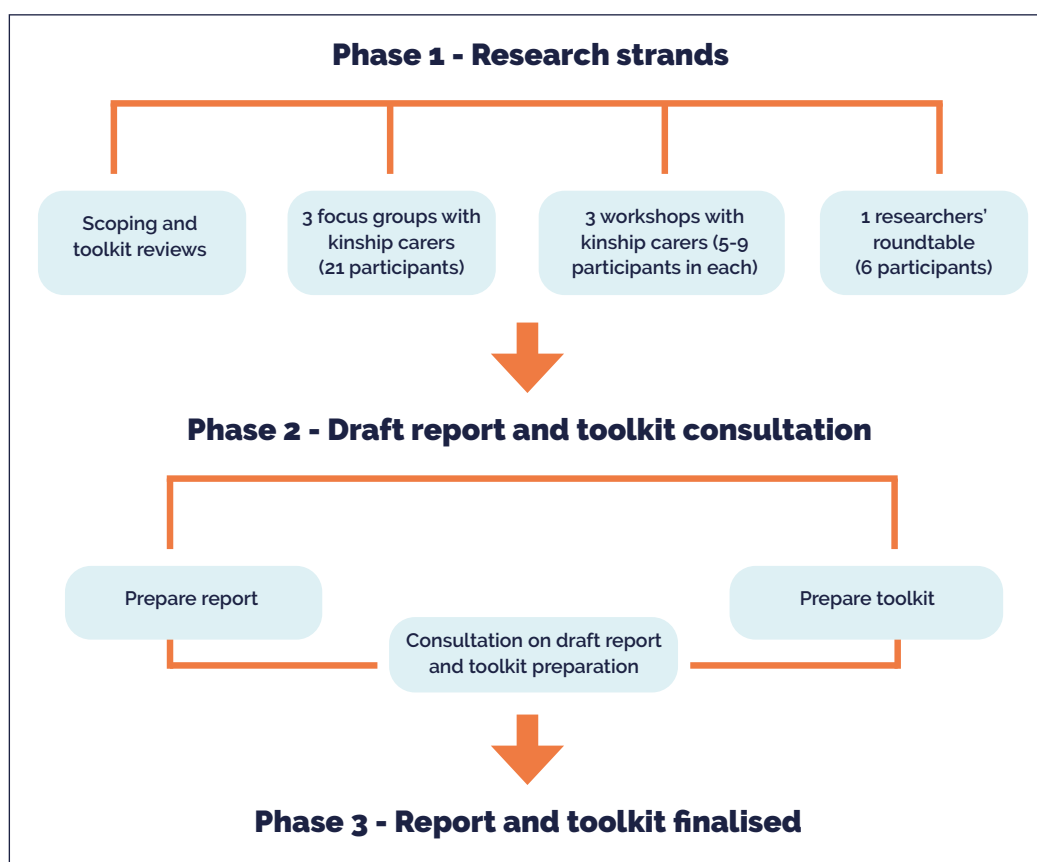 Phase 1 - Research strands
Scoping and
toolkit reviews
3 focus groups with
kinship carers
(21 participants)
3 workshops with
kinship carers (5-9
participants in each)
1 researchers’
roundtable
(6 participants)
Phase 2 - Draft report and toolkit consultation
Prepare report
Prepare toolkit
Consultation on draft report
and toolkit preparation
Phase 3 - Report and toolkit finalised